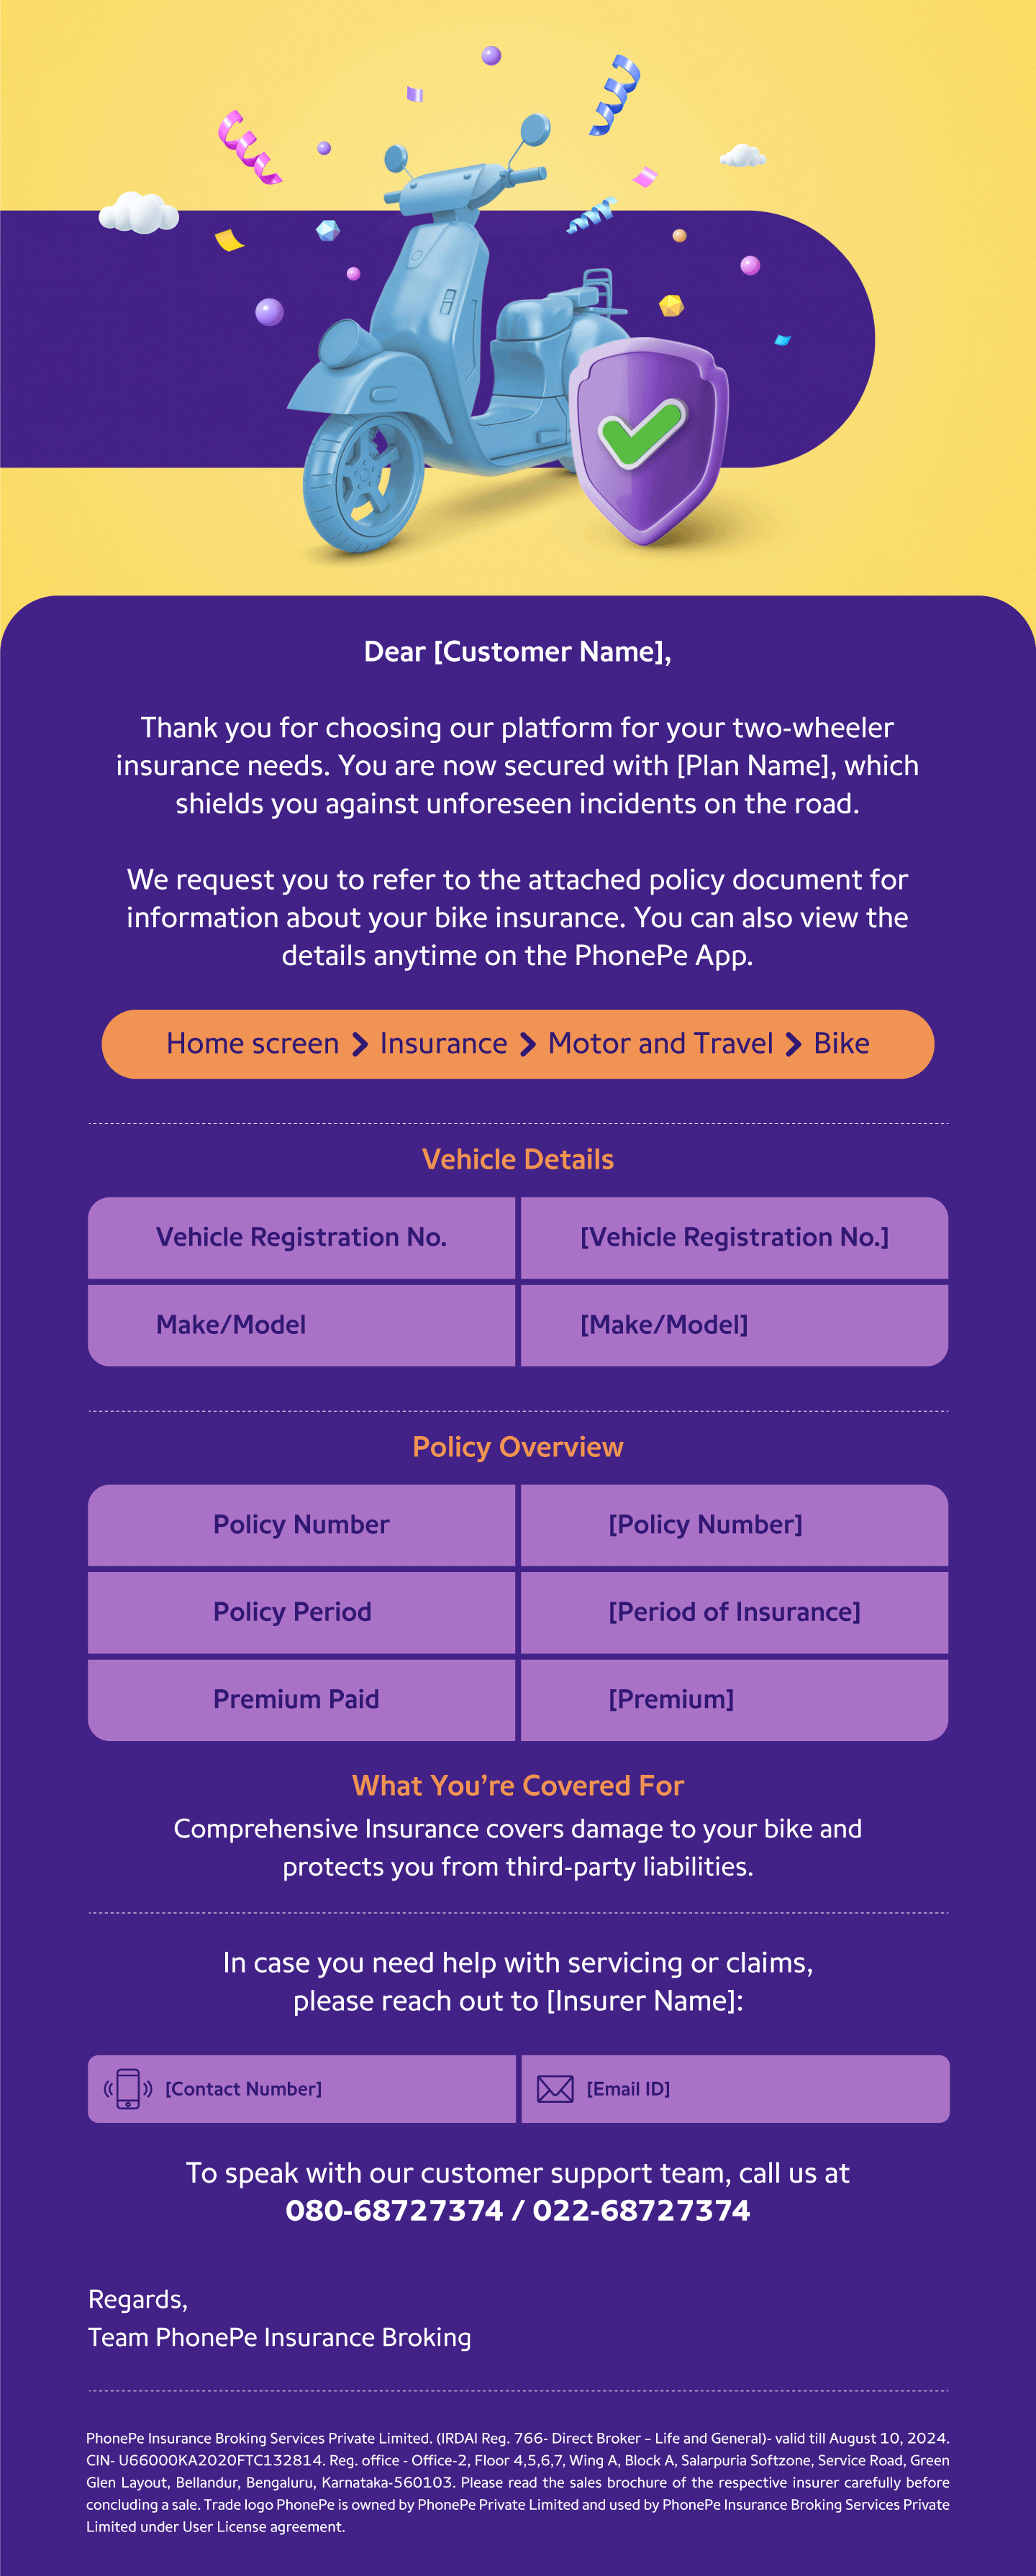 Dear [Customer Name],
Thank you for choosing our platform for your two-wheeler
insurance needs. You are now secured with [Plan Name], which
shields you against unforeseen incidents on the road.
We request you to refer to the attached policy document for
information about your bike insurance. You can also view the
details anytime on the PhonePe App.
Home screen > Insurance > Motor and Travel > Bike
Vehicle Details
Vehicle Registration No. [Vehicle Registration No.]
Make/Model [Make/Model]
Policy Overview
Policy Number [Policy Number]
Policy Period [Period of Insurance]
Premium Paid [Premium]
What You’re Covered For
Comprehensive Insurance covers damage to your bike and
protects you from third-party liabilities.
In case you need help with servicing or claims,
please reach out to [Insurer Name]:
[Contact Number] [Email ID]
To speak with our customer support team, call us at
080-68727374 / 022-68727374
Regards,
Team PhonePe Insurance Broking
PhonePe Insurance Broking Services Private Limited. (IRDAI Reg. 766- Direct Broker – Life and General)- valid till August 10, 2024.
CIN- U66000KA2020FTC132814. Reg. office - Office-2, Floor 4,5,6,7, Wing A, Block A, Salarpuria Softzone, Service Road, Green
Glen Layout, Bellandur, Bengaluru, Karnataka-560103. Please read the sales brochure of the respective insurer carefully before
concluding a sale. Trade logo PhonePe is owned by PhonePe Private Limited and used by PhonePe Insurance Broking Services Private
Limited under User License agreement.